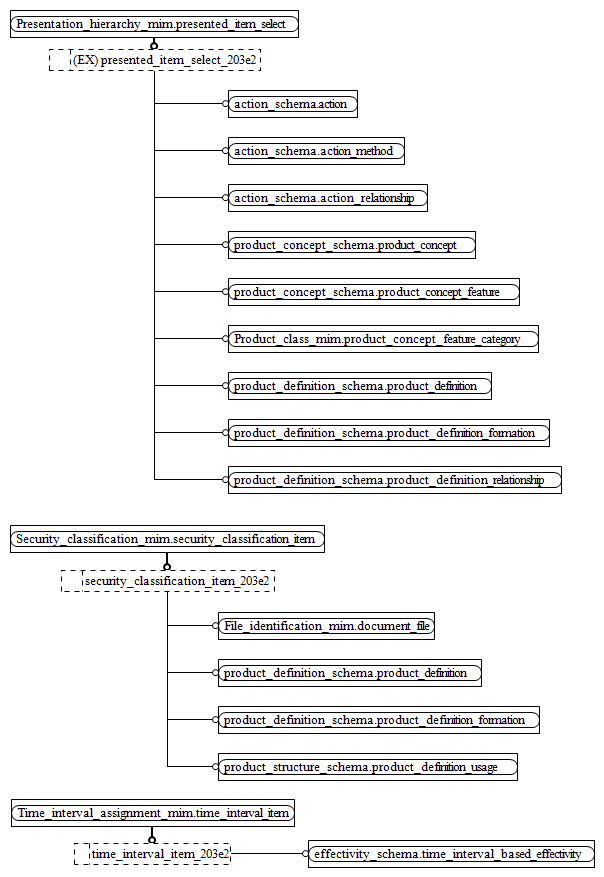 Presentation_hierarchy_mim.presented_item_select
(EX) presented_item_select_203e2
action_schema.action
action_schema.action_method
action_schema.action_relationship
product_concept_schema.product_concept
product_concept_schema.product_concept_feature
Product_class_mim.product_concept_feature_category
product_definition_schema.product_definition
product_definition_schema.product_definition_formation
product_definition_schema.product_definition_relationship
Security_classification_mim.security_classification_item
security_classification_item_203e2
File_identification_mim.document_file
product_definition_schema.product_definition
product_definition_schema.product_definition_formation
product_structure_schema.product_definition_usage
Time_interval_assignment_mim.time_interval_item
time_interval_item_203e2
effectivity_schema.time_interval_based_effectivity